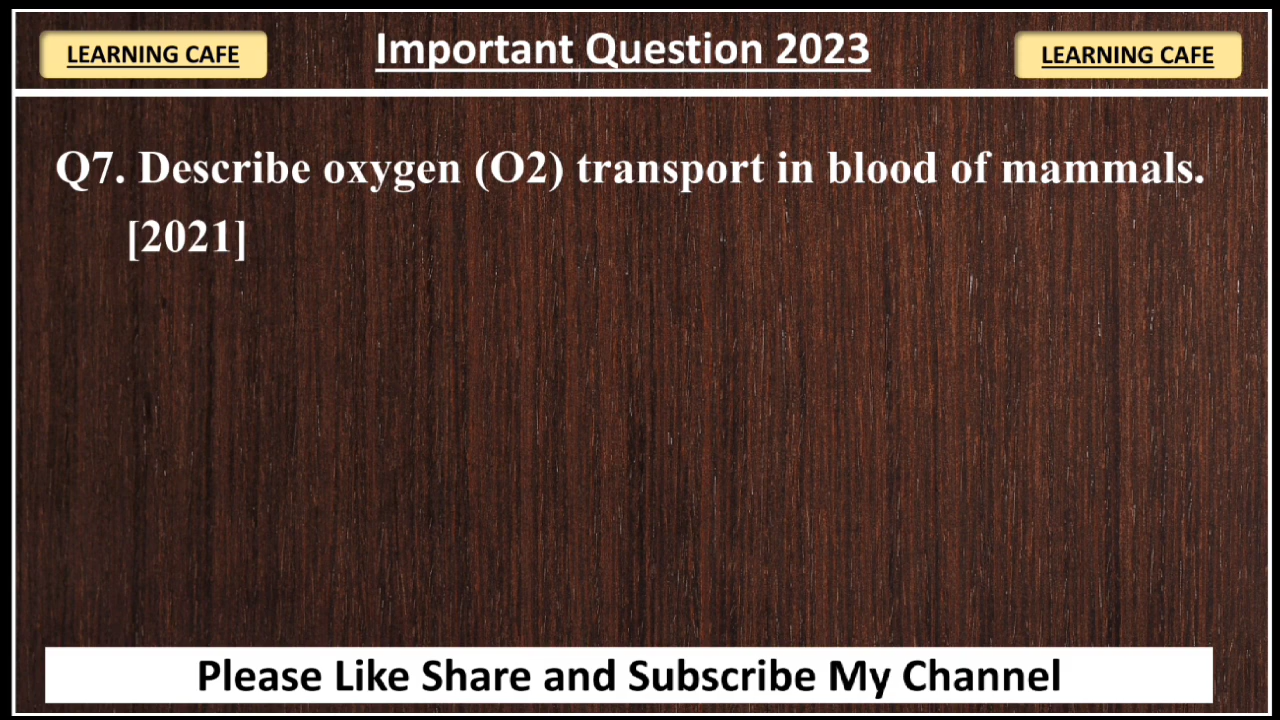 LEARNING CAFE
Important Question 2023
LEARNING CAFE
Q7. Describe oxygen (O2) transport in blood of mammals.
[2021]
Please Like Share and Subscribe My Channel